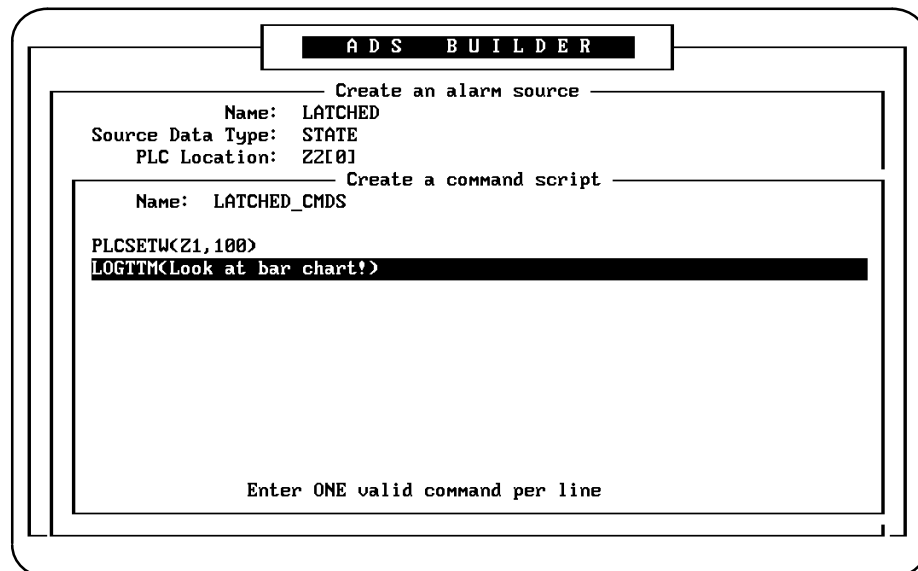 ADS BUILDER
Create an alarm source
Name: LATCHED
Source Data Type: STATE
PLC Location: Z2[0]
Create a command script
Name: LATCHED_CMDS
PLCSETW(Z1,100)
LOGTTM(Look at bar chart!)
Enter ONE valid command per line